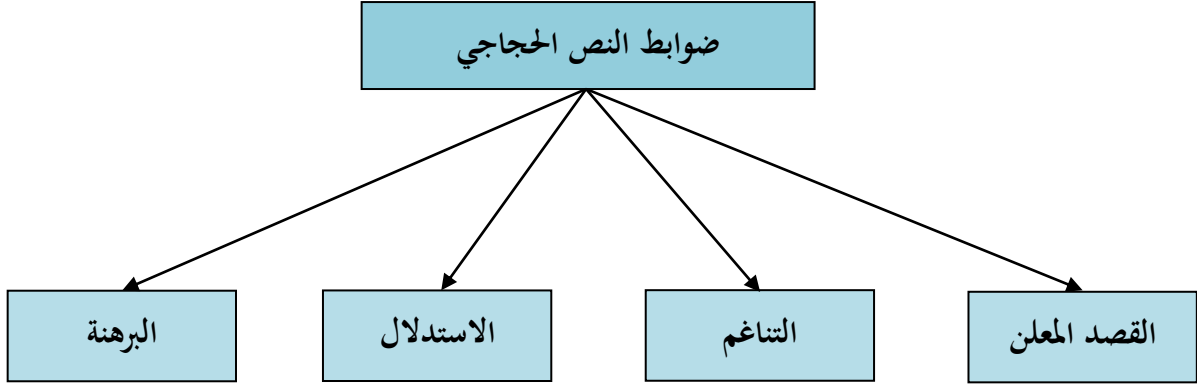 ضوابط النص الحجاجي
القصد المعلن
التناغم
الاستدلال
البرهنة